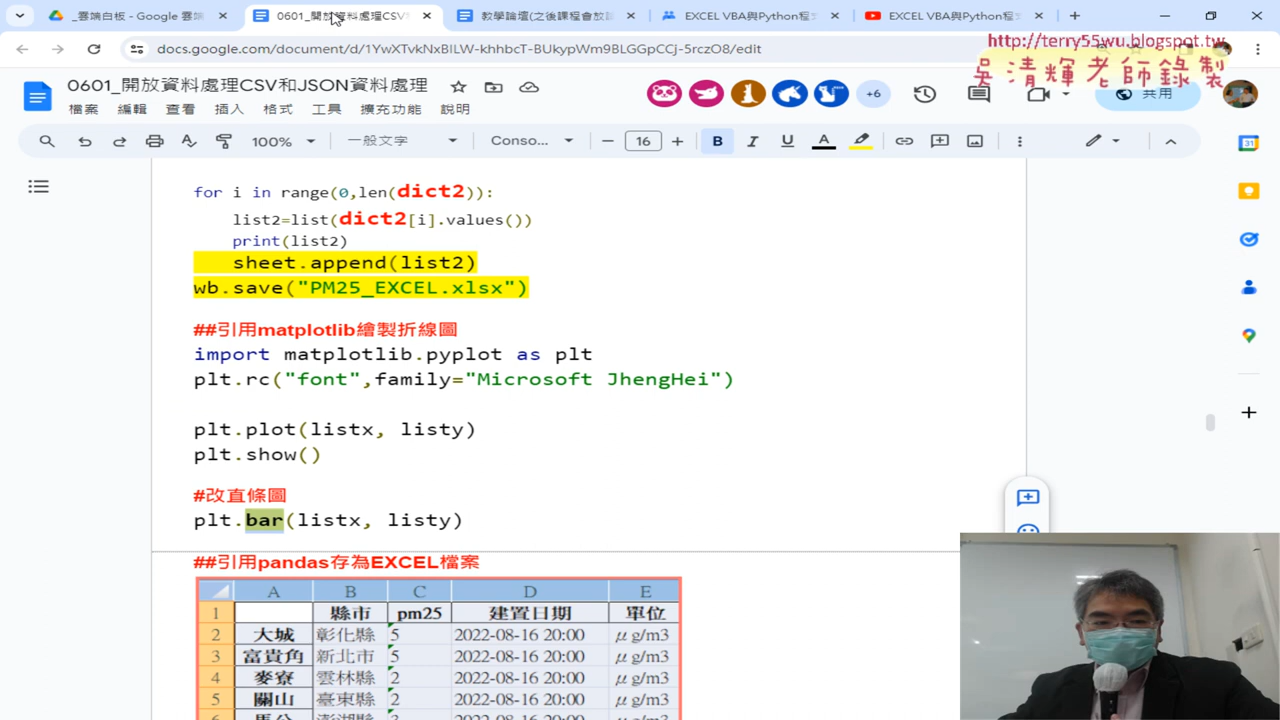 _雲端白板 - Google 雲端
0601_開放資料處理CSV
教學論壇(之後課程會放訊
EXCEL VBA與Python程
EXCEL VBA與Python程
docs.google.com/document/d/1YwXTvkNxBILW-khhbcT-BUkypWm9BLGGpCCj-5rczO8/edit
http://terry55wu.blogspot.tw
吳清輝老師錄製
0601_開放資料處理CSV和JSON資料處理
檔案 編輯 查看 插入 格式 工具 擴充功能 說明
+6
共用
100% 一般文字 Conso... 16 B I U A
for i in range(0,len(dict2)):
list2=list(dict2[i].values())
print(list2)
sheet.append(list2)
wb.save("PM25_EXCEL.xlsx")
##引用matplotlib繪製折線圖
import matplotlib.pyplot as plt
plt.rc("font",family="Microsoft JhengHei")
plt.plot(listx, listy)
plt.show()
#改直條圖
plt.bar(listx, listy)
##引用pandas存為EXCEL檔案
A B C D E
1 縣市 pm25 建置日期 單位
2 大城 彰化縣 5 2022-08-16 20:00 μg/m3
3 富貴角 新北市 5 2022-08-16 20:00 μg/m3
4 麥寮 雲林縣 2 2022-08-16 20:00 μg/m3
5 關山 臺東縣 2 2022-08-16 20:00 μg/m3